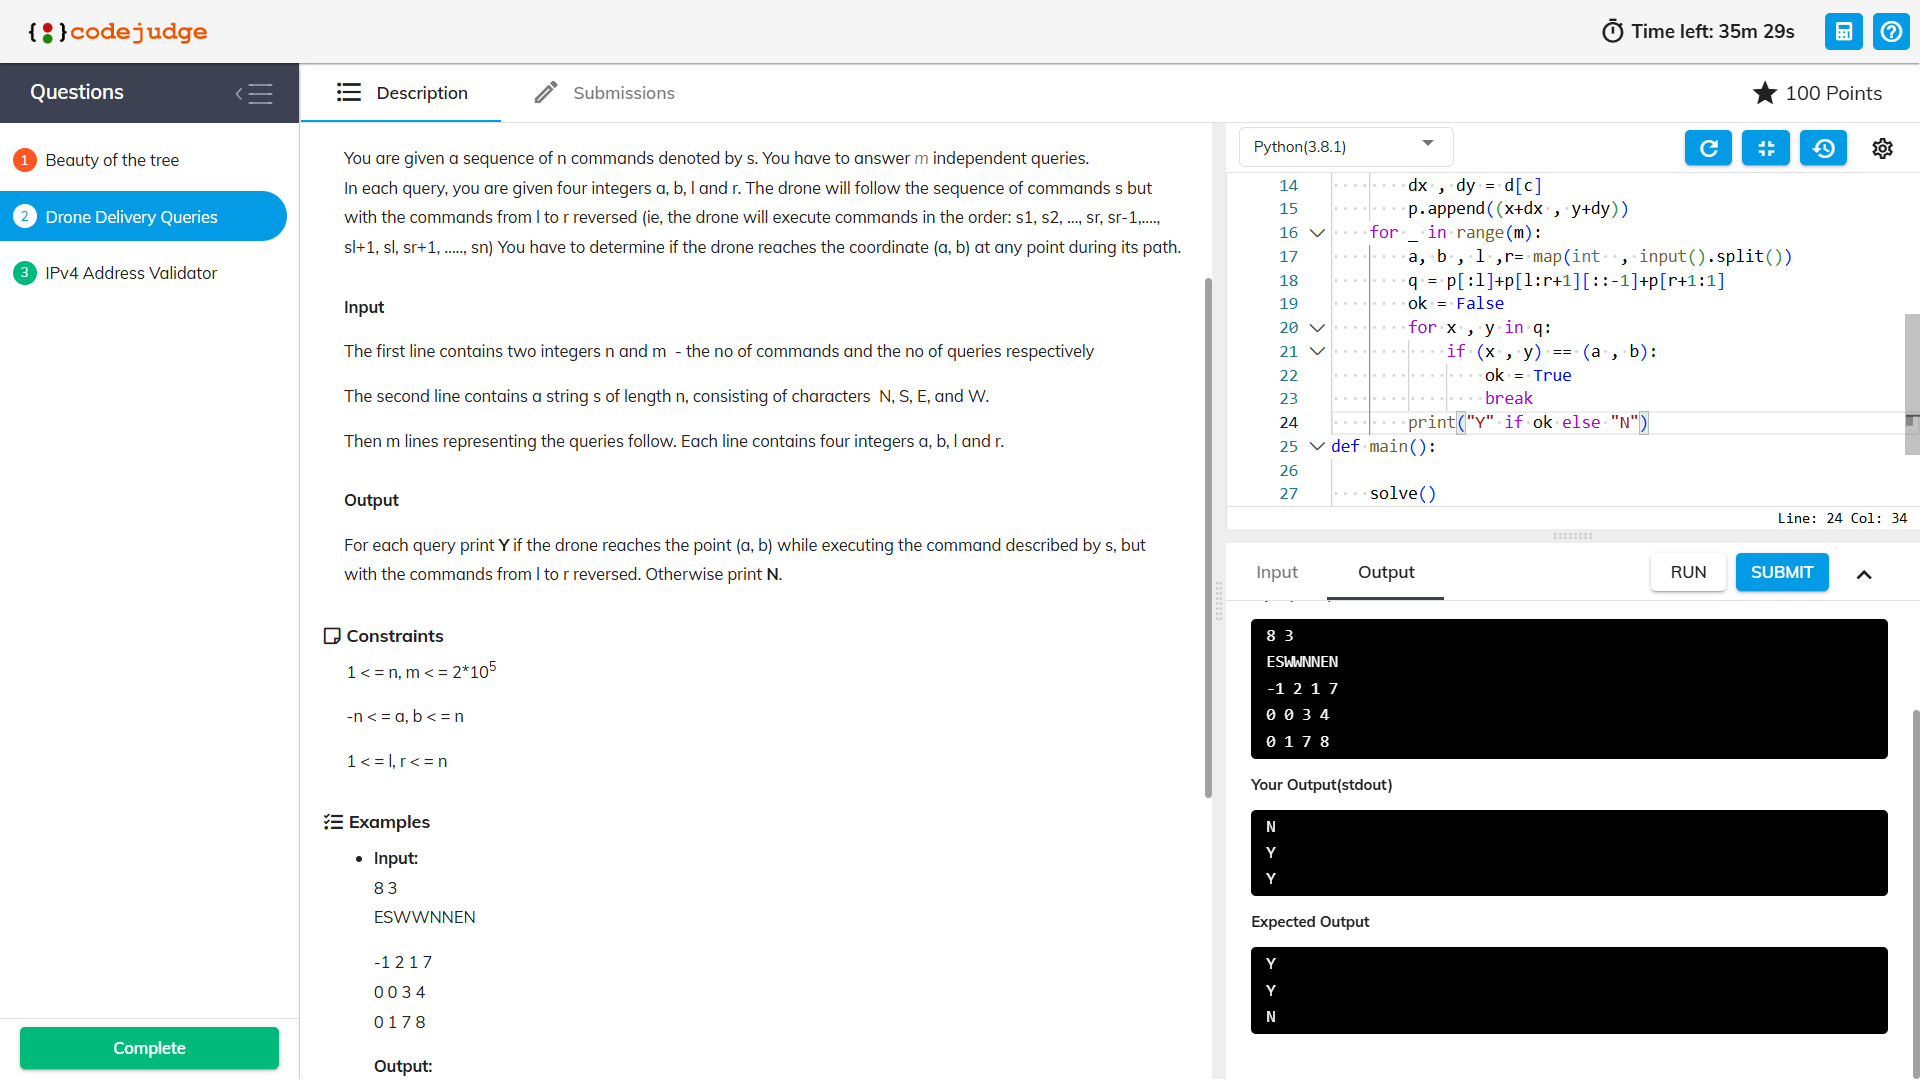 { }codejudge
Time left: 35m 29s
Questions
Description
Submissions
100 Points
1 Beauty of the tree
2 Drone Delivery Queries
3 IPv4 Address Validator
Complete
You are given a sequence of n commands denoted by s. You have to answer m independent queries.
In each query, you are given four integers a, b, l and r. The drone will follow the sequence of commands s but
with the commands from l to r reversed (ie, the drone will execute commands in the order: s1, s2, ..., sr, sr-1,....,
sl+1, sl, sr+1, ....., sn) You have to determine if the drone reaches the coordinate (a, b) at any point during its path.
Input
The first line contains two integers n and m - the no of commands and the no of queries respectively
The second line contains a string s of length n, consisting of characters N, S, E, and W.
Then m lines representing the queries follow. Each line contains four integers a, b, l and r.
Output
For each query print Y if the drone reaches the point (a, b) while executing the command described by s, but
with the commands from l to r reversed. Otherwise print N.
Constraints
1 < = n, m < = 2*10^5
-n < = a, b < = n
1 < = l, r < = n
Examples
Input:
8 3
ESWWNNEN
-1 2 1 7
0 0 3 4
0 1 7 8
Output:
Python(3.8.1)
14 dx , dy = d[c]
15 p.append((x+dx , y+dy))
16 for _ in range(m):
17 a, b , l ,r= map(int , input().split())
18 q = p[:l]+p[l:r+1][::-1]+p[r+1:1]
19 ok = False
20 for x , y in q:
21 if (x , y) == (a , b):
22 ok = True
23 break
24 print("Y" if ok else "N")
25 def main():
26
27 solve()
Line: 24 Col: 34
Input
Output
RUN
SUBMIT
8 3
ESWWNNEN
-1 2 1 7
0 0 3 4
0 1 7 8
Your Output(stdout)
N
Y
Y
Expected Output
Y
Y
N